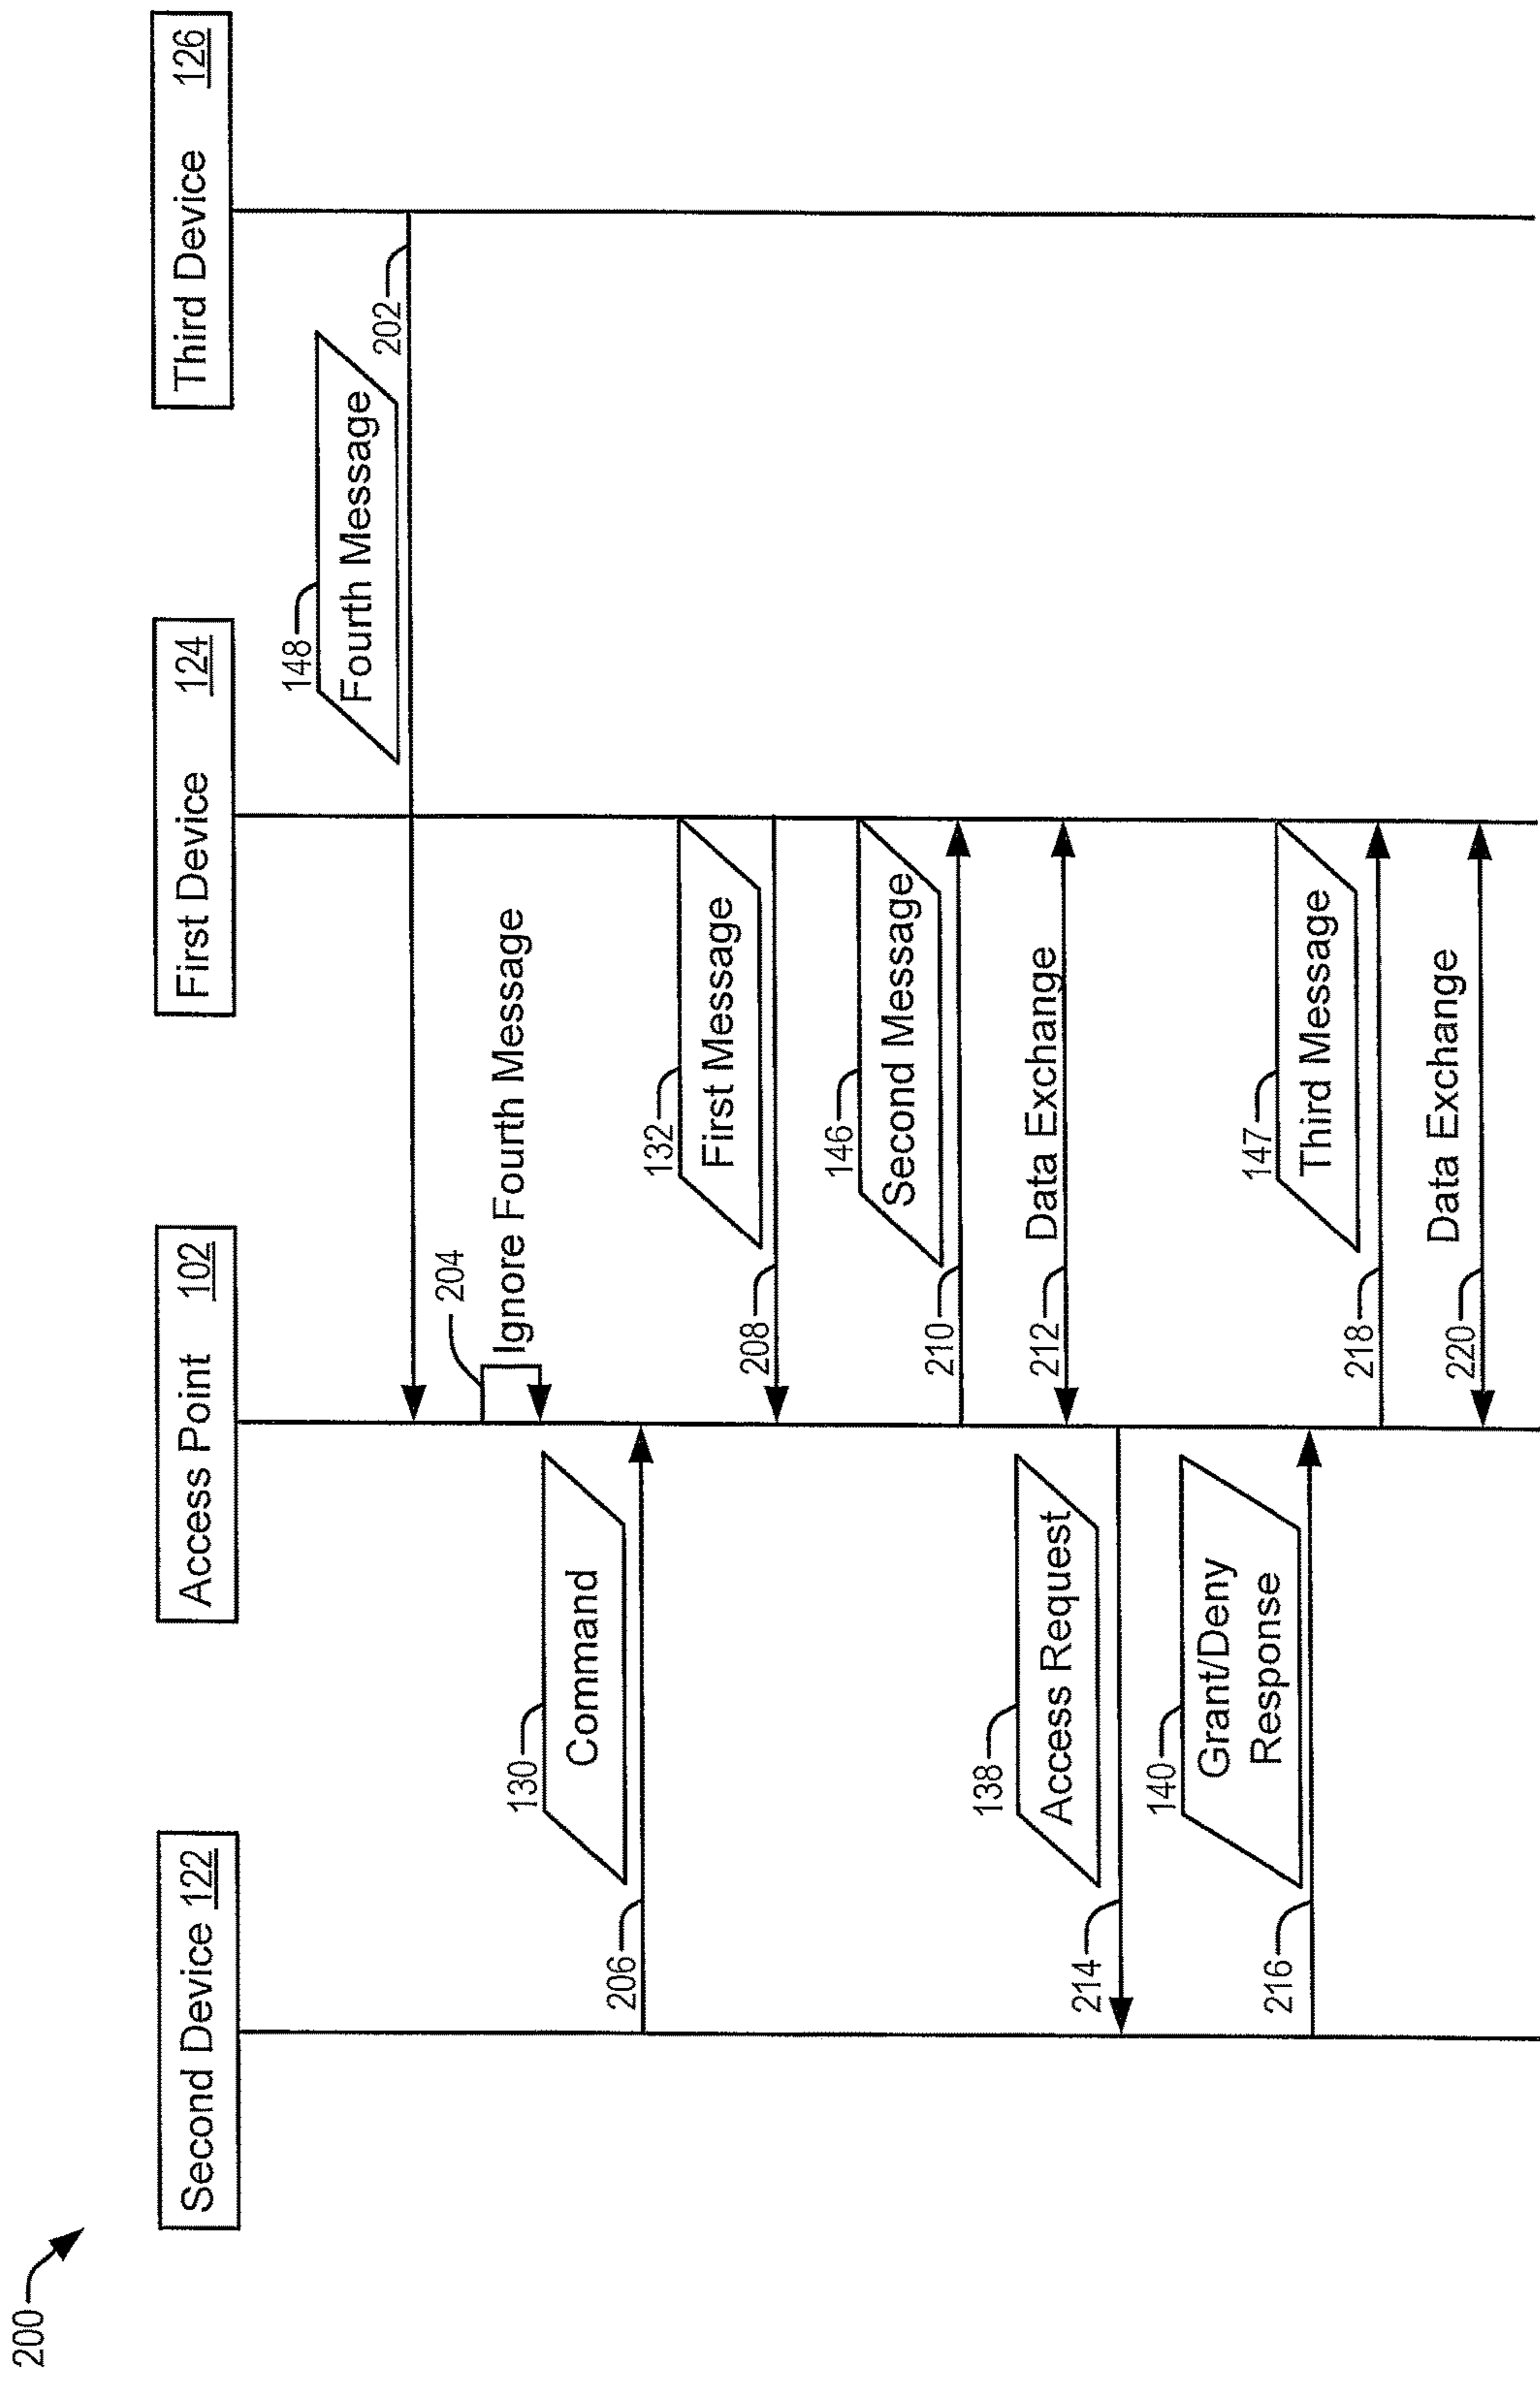 200
Second Device 122
Access Point 102
First Device 124
Third Device 126
148
Fourth Message
202
204
Ignore Fourth Message
130
Command
206
132
First Message
208
146
Second Message
210
212
Data Exchange
138
Access Request
214
140
Grant/Deny
Response
216
147
Third Message
218
220
Data Exchange